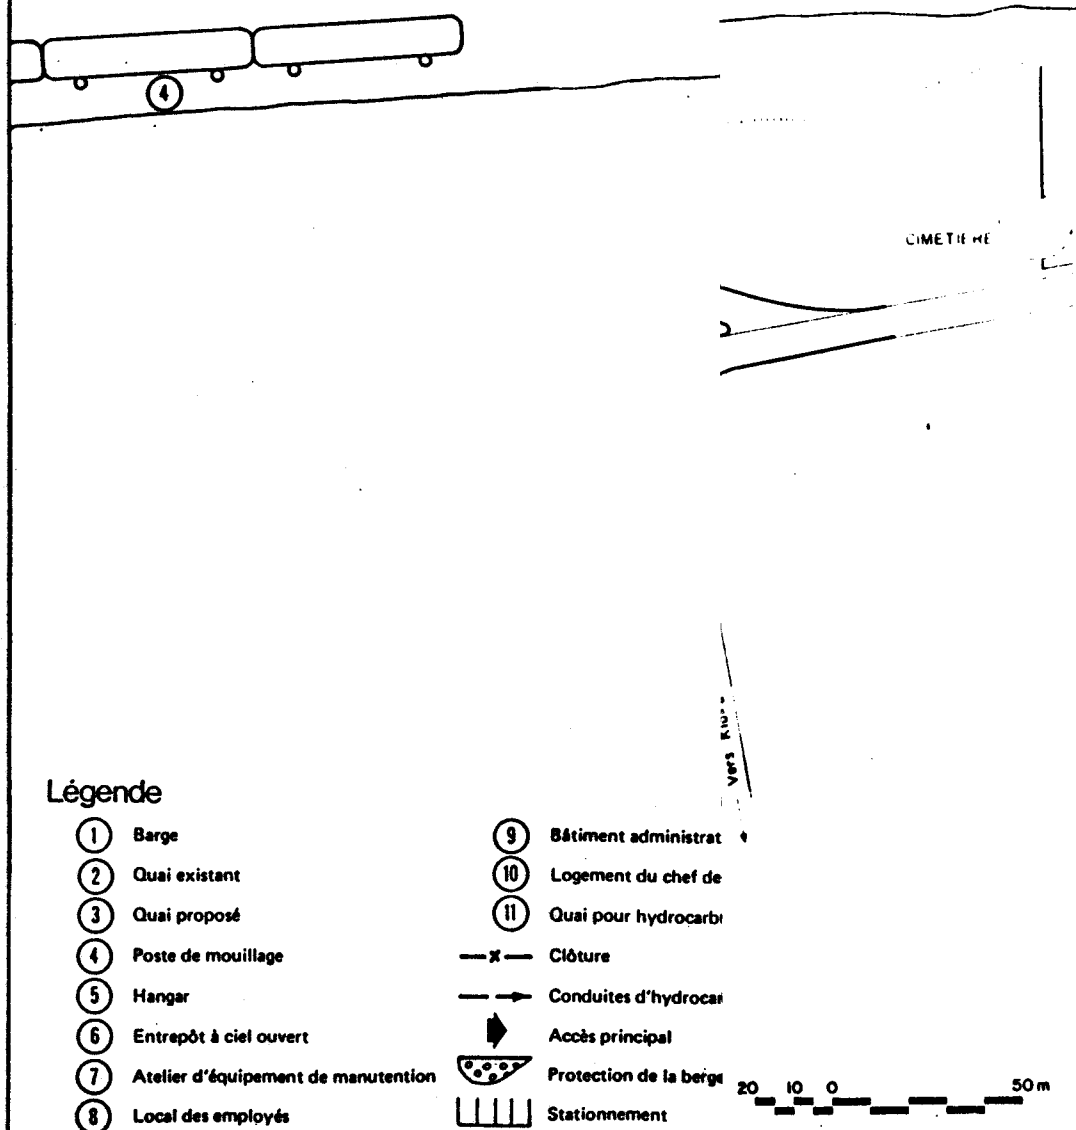 4
CIMETIERE
Vers
Légende
1 Barge
2 Quai existant
3 Quai proposé
4 Poste de mouillage
5 Hangar
6 Entrepôt à ciel ouvert
7 Atelier d'équipement de manutention
8 Local des employés
9 Bâtiment administrat
10 Logement du chef de
11 Quai pour hydrocarb
Clôture
Conduites d'hydrocar
Accès principal
Protection de la berge
Stationnement
20 10 0 50 m